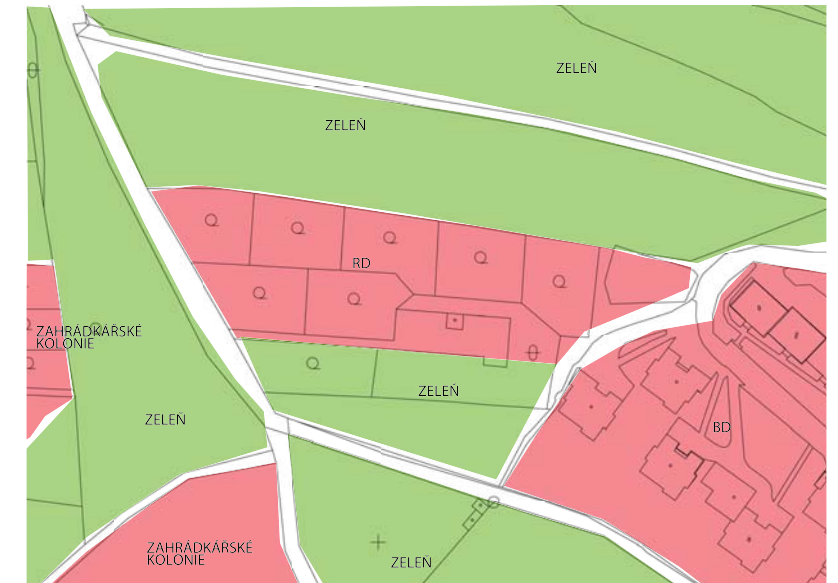 ZELEŇ
ZELEŇ
RD
ZAHRÁDKÁŘSKÉ
KOLONIE
ZELEŇ
ZELEŇ
BD
ZAHRÁDKÁŘSKÉ
KOLONIE
ZELEŇ